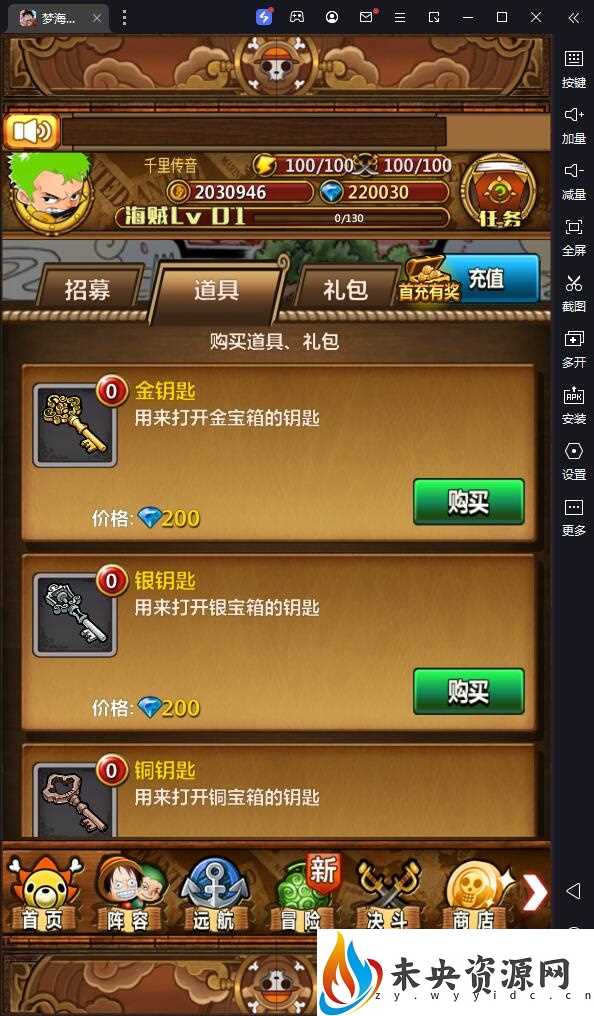 梦海...
按键
加量
减量
全屏
截图
多开
APK
安装
设置
更多
千里传音
100/100
100/100
2030946
220030
海贼Lv 01
0/130
任务
招募
道具
礼包
首充有奖
充值
购买道具、礼包
0
金钥匙
用来打开金宝箱的钥匙
价格:
200
购买
0
银钥匙
用来打开银宝箱的钥匙
价格:
200
购买
0
铜钥匙
用来打开铜宝箱的钥匙
新
首页
阵容
远航
冒险
决斗
商店
未央资源网
zy.wyyidc.cn